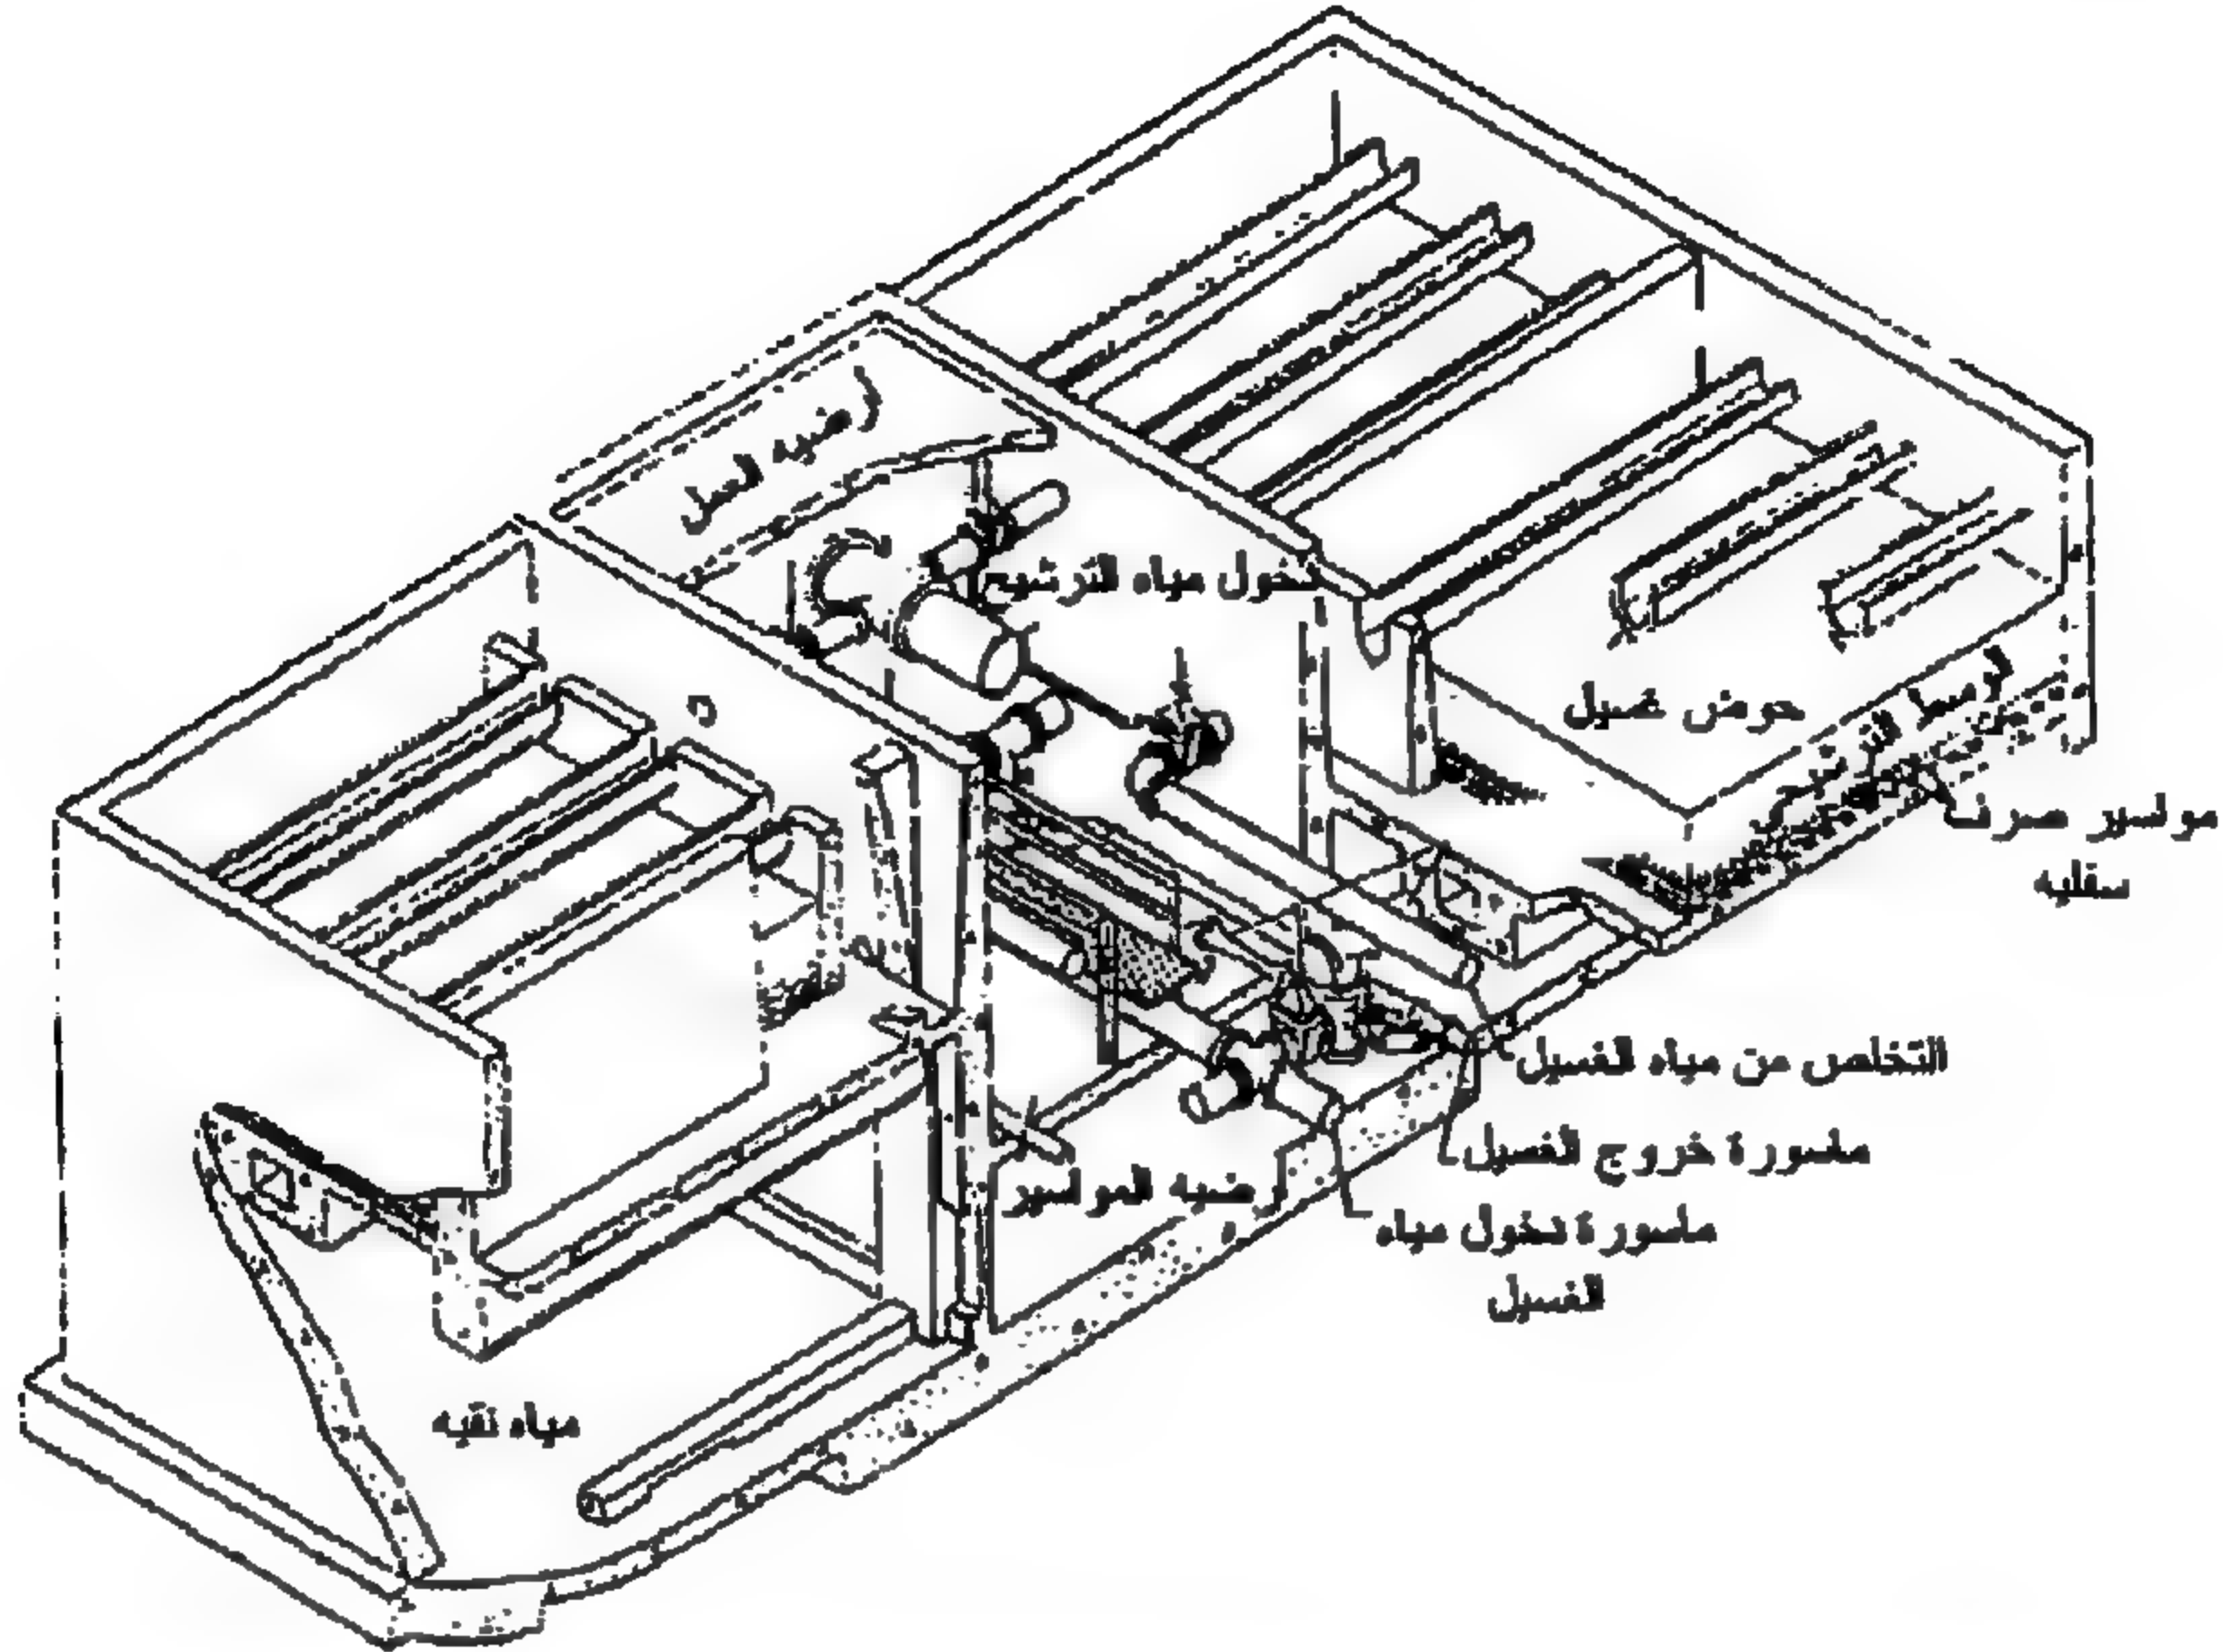 أرضيه العمل
دخول مياه الترشيح
حوض غسيل
الوسط
مواسير صرف
سفليه
التخلص من مياه الغسيل
ماسورة خروج الغسيل
أرضيه المواسير
ماسورة دخول مياه
الغسيل
مياه نقيه